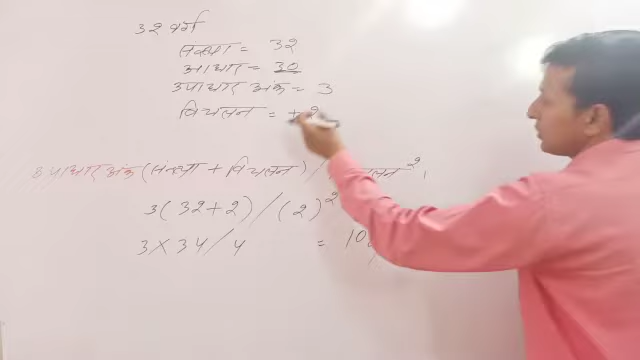 32 वर्ग
संख्या = 32
आधार = 30
उपाधार अंक = 3
विचलन = +2
उपाधार अंक (संख्या + विचलन) / विचलन²
3 (32+2) / (2)²
3 × 34 / 4 = 10